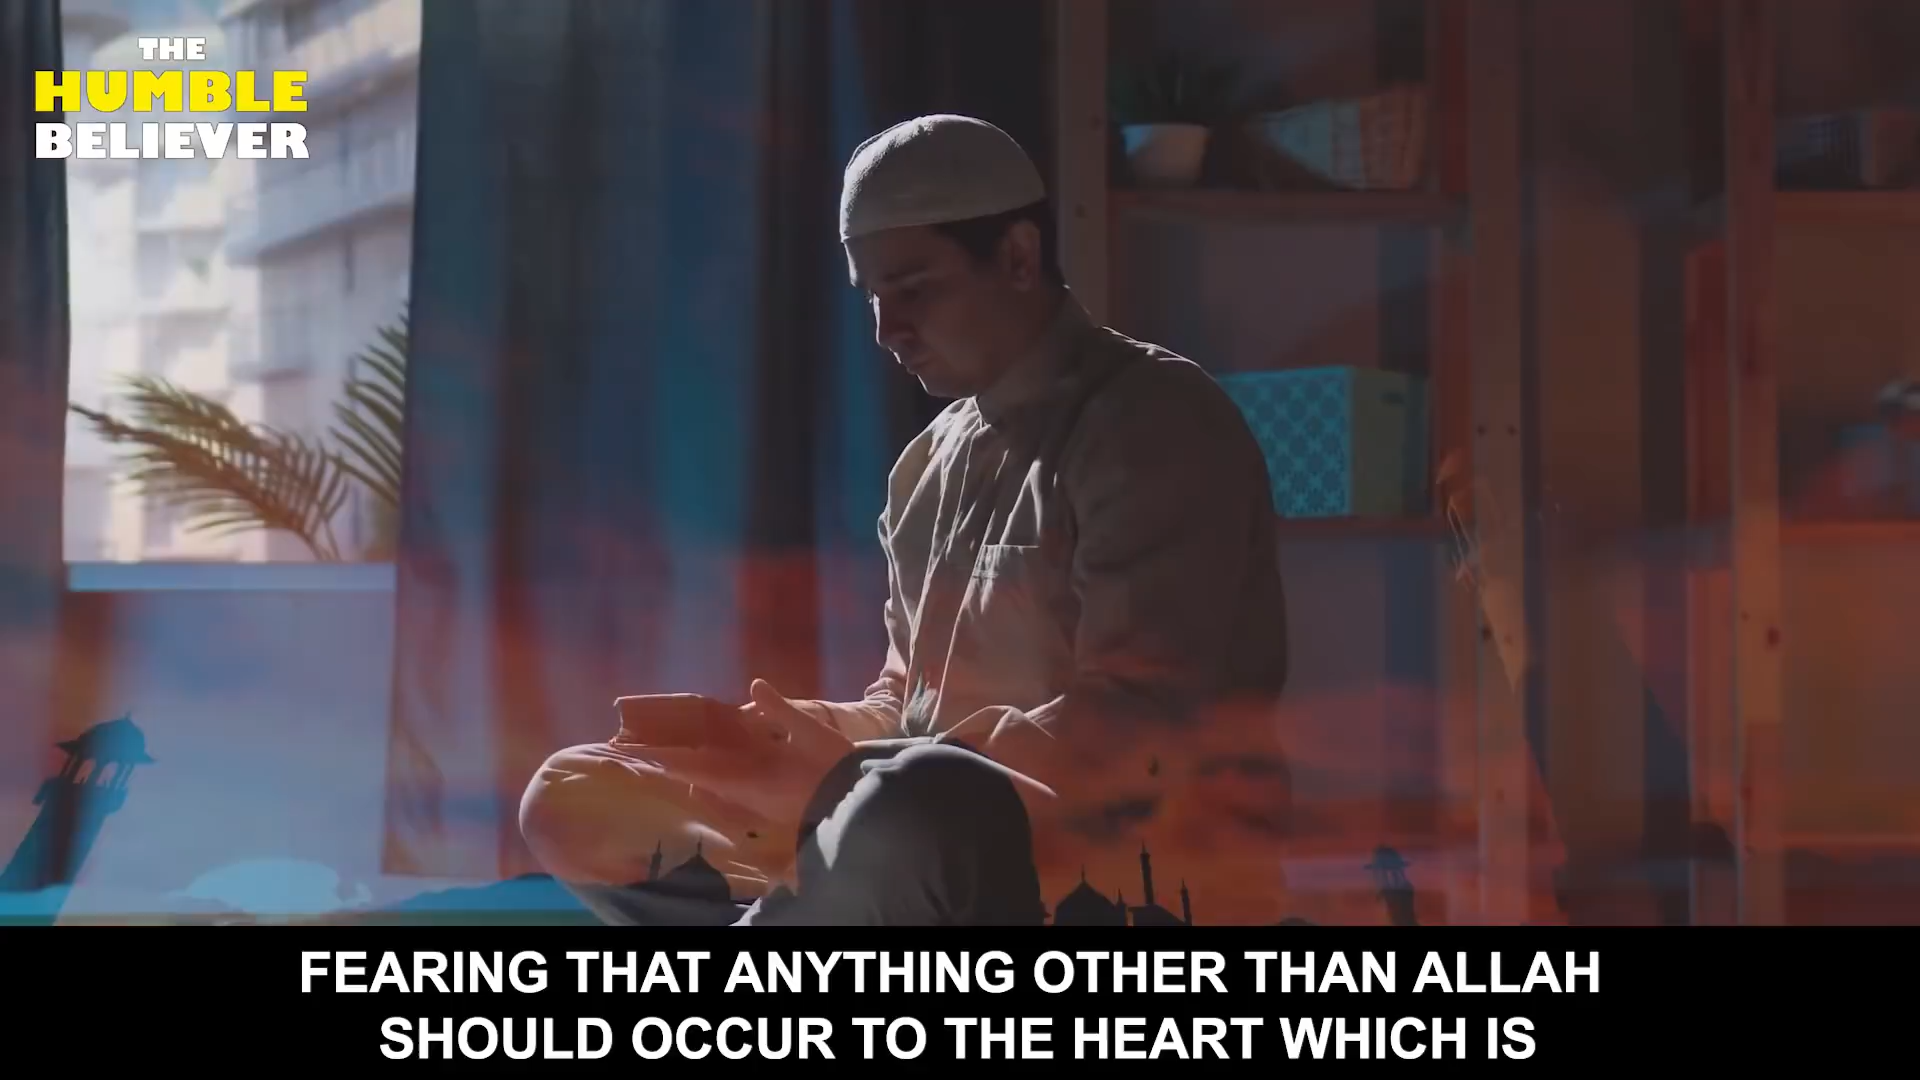 THE
HUMBLE
BELIEVER
FEARING THAT ANYTHING OTHER THAN ALLAH
SHOULD OCCUR TO THE HEART WHICH IS